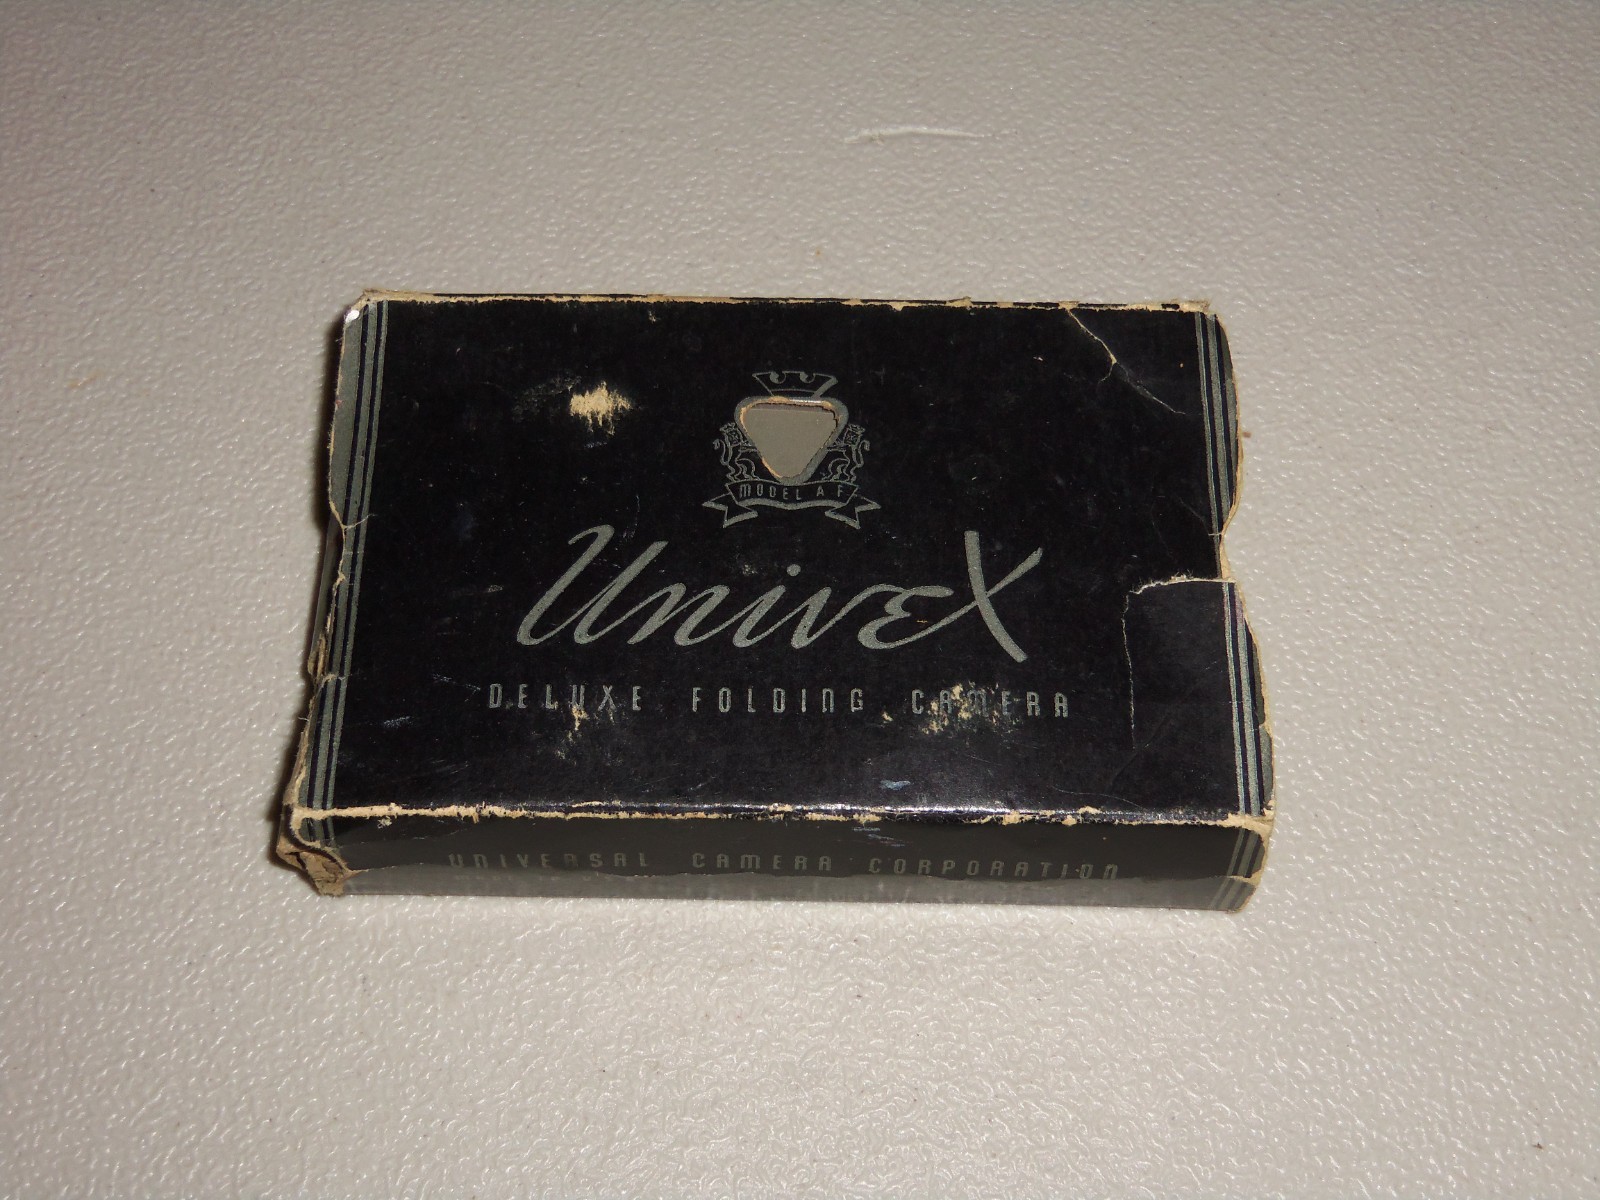 MODEL A F
Univex
DELUXE FOLDING CAMERA
UNIVERSAL CAMERA CORPORATION